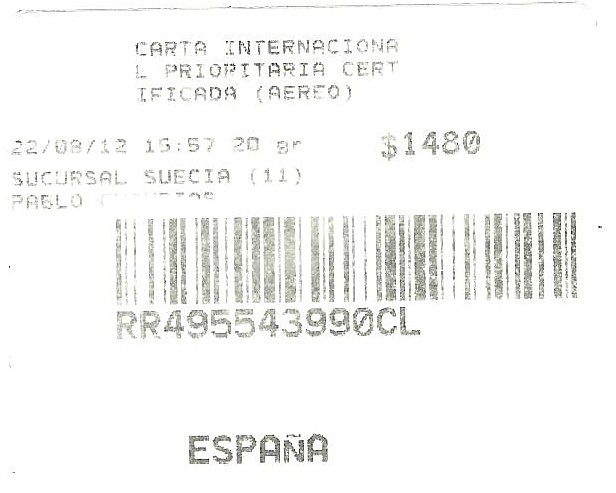 CARTA INTERNACIONA
L PRIORITARIA CERT
IFICADA (AEREO)
22/08/12 15:57 20 gr $1480
SUCURSAL SUECIA (11)
PABLO
RR495543990CL
ESPAÑA